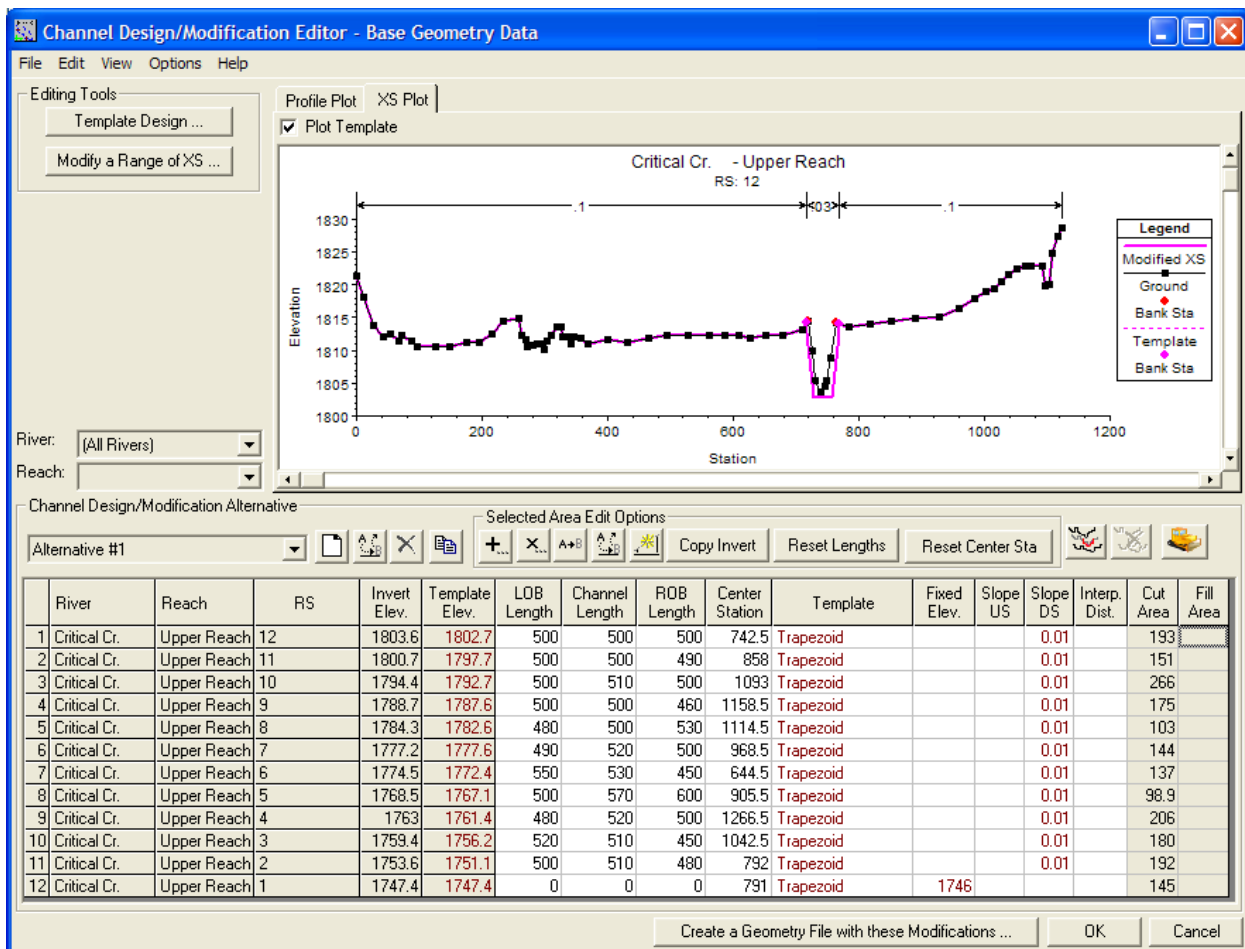 Channel Design/Modification Editor - Base Geometry Data
File Edit View Options Help
Editing Tools
Template Design ...
Modify a Range of XS ...
Profile Plot XS Plot
Plot Template
Critical Cr. - Upper Reach
RS: 12
.1 .03 .1
1830
1825
1820
1815
1810
1805
1800
Elevation
0 200 400 600 800 1000 1200
Station
Legend
Modified XS
Ground
Bank Sta
Template
Bank Sta
River: (All Rivers)
Reach:
Channel Design/Modification Alternative
Alternative #1
Selected Area Edit Options
Copy Invert Reset Lengths Reset Center Sta
River Reach RS Invert Elev. Template Elev. LOB Length Channel Length ROB Length Center Station Template Fixed Elev. Slope US Slope DS Interp. Dist. Cut Area Fill Area
1 Critical Cr. Upper Reach 12 1803.6 1802.7 500 500 500 742.5 Trapezoid 0.01 193
2 Critical Cr. Upper Reach 11 1800.7 1797.7 500 500 490 858 Trapezoid 0.01 151
3 Critical Cr. Upper Reach 10 1794.4 1792.7 500 510 500 1093 Trapezoid 0.01 266
4 Critical Cr. Upper Reach 9 1788.7 1787.6 500 500 460 1158.5 Trapezoid 0.01 175
5 Critical Cr. Upper Reach 8 1784.3 1782.6 480 500 530 1114.5 Trapezoid 0.01 103
6 Critical Cr. Upper Reach 7 1777.2 1777.6 490 520 500 968.5 Trapezoid 0.01 144
7 Critical Cr. Upper Reach 6 1774.5 1772.4 550 530 450 644.5 Trapezoid 0.01 137
8 Critical Cr. Upper Reach 5 1768.5 1767.1 500 570 600 905.5 Trapezoid 0.01 98.9
9 Critical Cr. Upper Reach 4 1763 1761.4 480 520 500 1266.5 Trapezoid 0.01 206
10 Critical Cr. Upper Reach 3 1759.4 1756.2 520 510 450 1042.5 Trapezoid 0.01 180
11 Critical Cr. Upper Reach 2 1753.6 1751.1 500 510 480 792 Trapezoid 0.01 192
12 Critical Cr. Upper Reach 1 1747.4 1747.4 0 0 0 791 Trapezoid 1746 145
Create a Geometry File with these Modifications ... OK Cancel